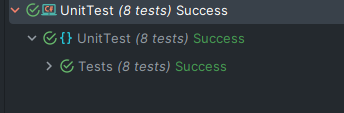 C# UnitTest (8 tests) Success
{} UnitTest (8 tests) Success
Tests (8 tests) Success